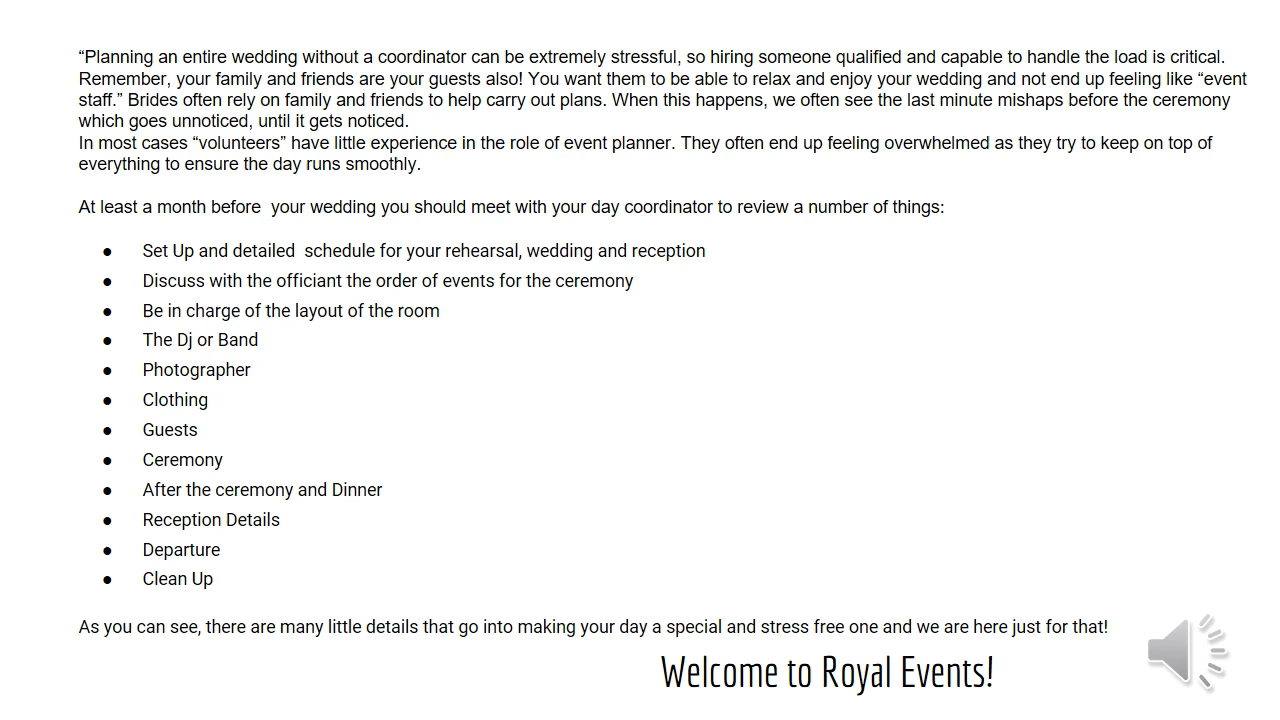 “Planning an entire wedding without a coordinator can be extremely stressful, so hiring someone qualified and capable to handle the load is critical.
Remember, your family and friends are your guests also! You want them to be able to relax and enjoy your wedding and not end up feeling like “event
staff.” Brides often rely on family and friends to help carry out plans. When this happens, we often see the last minute mishaps before the ceremony
which goes unnoticed, until it gets noticed.
In most cases “volunteers” have little experience in the role of event planner. They often end up feeling overwhelmed as they try to keep on top of
everything to ensure the day runs smoothly.
At least a month before  your wedding you should meet with your day coordinator to review a number of things:
● Set Up and detailed  schedule for your rehearsal, wedding and reception
● Discuss with the officiant the order of events for the ceremony
● Be in charge of the layout of the room
● The Dj or Band
● Photographer
● Clothing
● Guests
● Ceremony
● After the ceremony and Dinner
● Reception Details
● Departure
● Clean Up
As you can see, there are many little details that go into making your day a special and stress free one and we are here just for that!
Welcome to Royal Events!